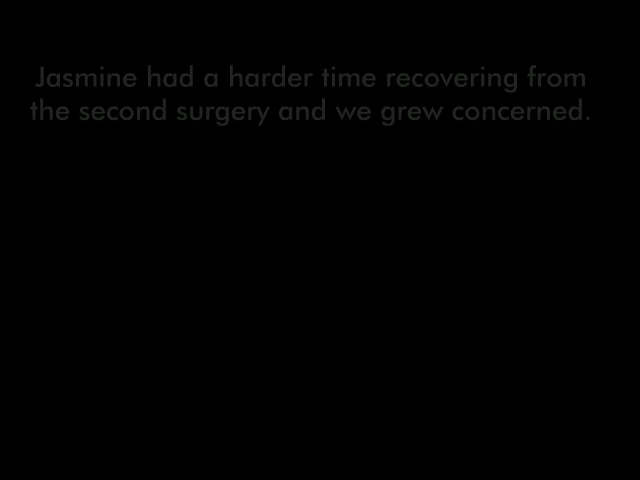 Jasmine had a harder time recovering from
the second surgery and we grew concerned.